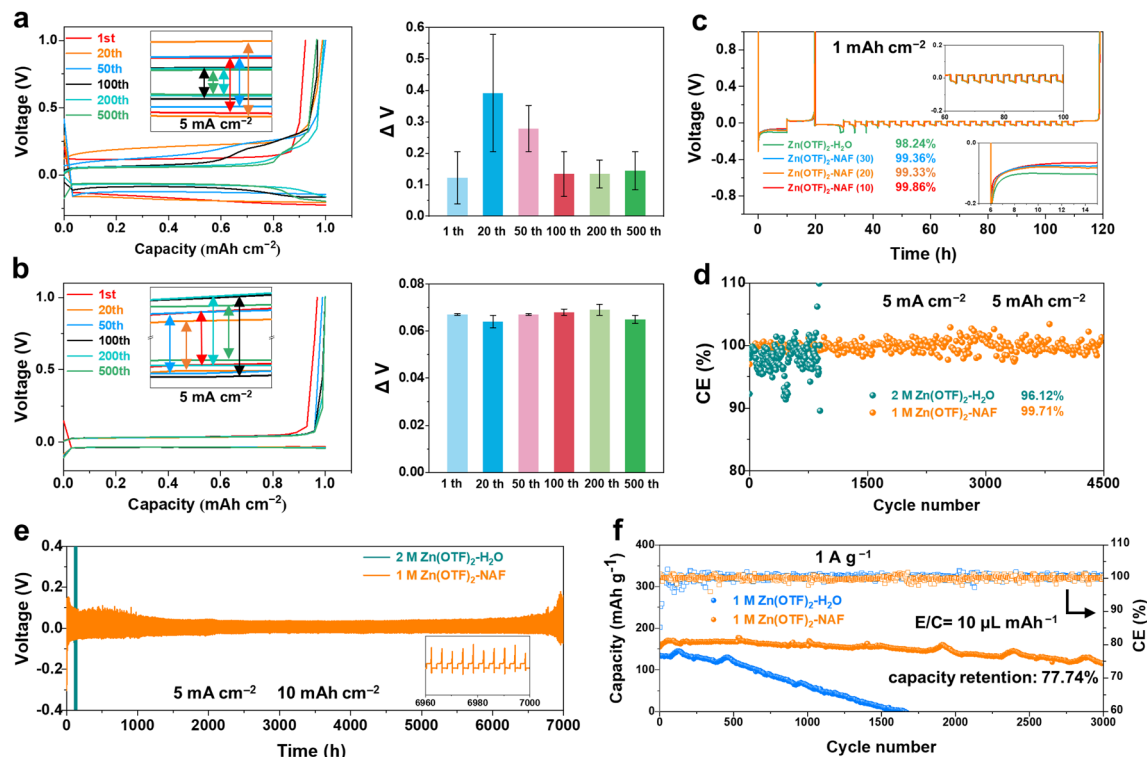 a
Voltage (V)
1.0
0.5
0.0
1st
20th
50th
100th
200th
500th
5 mA cm⁻²
0.0 0.2 0.4 0.6 0.8 1.0
Capacity (mAh cm⁻²)
Δ V
0.6
0.5
0.4
0.3
0.2
0.1
0.0
1 th 20 th 50 th 100 th 200 th 500 th
b
Voltage (V)
1.0
0.5
0.0
1st
20th
50th
100th
200th
500th
5 mA cm⁻²
0.0 0.2 0.4 0.6 0.8 1.0
Capacity (mAh cm⁻²)
Δ V
0.08
0.06
0.04
0.02
0.00
1 th 20 th 50 th 100 th 200 th 500 th
c
Voltage (V)
0.8
0.4
0.0
-0.4
-0.8
1 mAh cm⁻²
0.2
0.0
-0.2
60 80 100
Zn(OTF)₂-H₂O 98.24%
Zn(OTF)₂-NAF (30) 99.36%
Zn(OTF)₂-NAF (20) 99.33%
Zn(OTF)₂-NAF (10) 99.86%
-0.2
6 8 10 12 14
0 20 40 60 80 100 120
Time (h)
d
CE (%)
110
100
90
80
5 mA cm⁻² 5 mAh cm⁻²
2 M Zn(OTF)₂-H₂O 96.12%
1 M Zn(OTF)₂-NAF 99.71%
0 1500 3000 4500
Cycle number
e
Voltage (V)
0.4
0.2
0.0
-0.2
-0.4
2 M Zn(OTF)₂-H₂O
1 M Zn(OTF)₂-NAF
5 mA cm⁻² 10 mAh cm⁻²
6960 6980 7000
0 1000 2000 3000 4000 5000 6000 7000
Time (h)
f
Capacity (mAh g⁻¹)
400
300
200
100
0
1 A g⁻¹
1 M Zn(OTF)₂-H₂O
1 M Zn(OTF)₂-NAF
E/C= 10 μL mAh⁻¹
capacity retention: 77.74%
110
100
90
80
70
60
CE (%)
0 500 1000 1500 2000 2500 3000
Cycle number